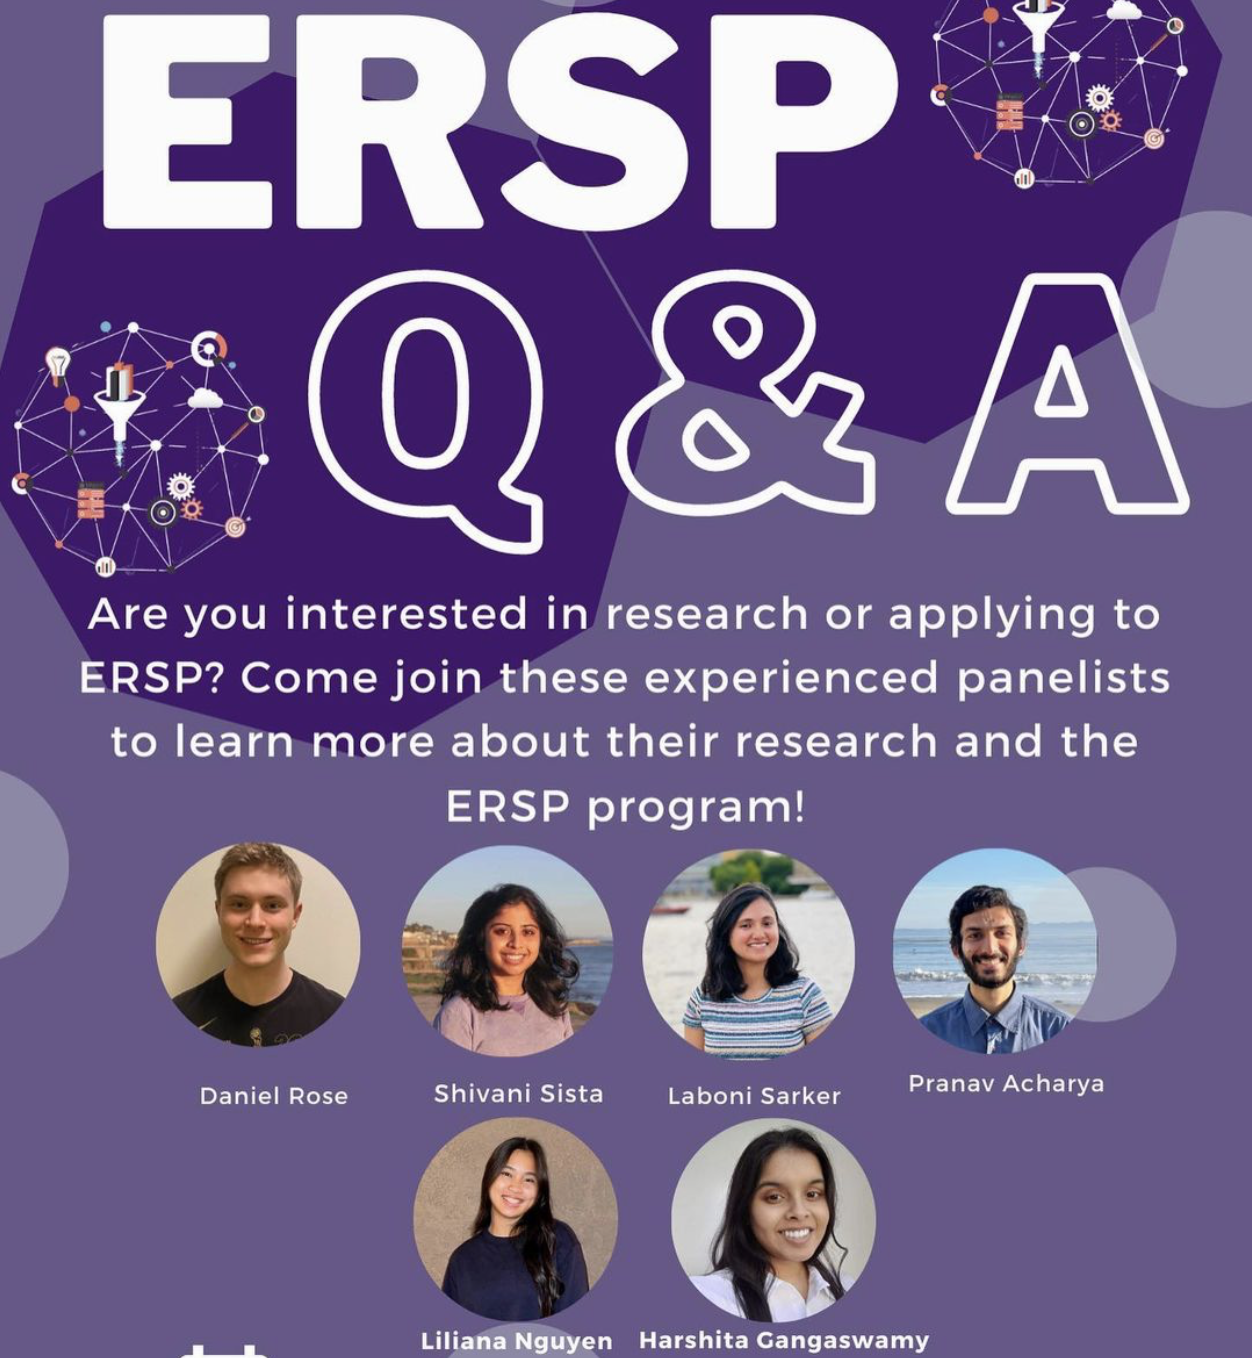 ERSP
Q & A
Are you interested in research or applying to
ERSP? Come join these experienced panelists
to learn more about their research and the
ERSP program!
Daniel Rose
Shivani Sista
Laboni Sarker
Pranav Acharya
Liliana Nguyen
Harshita Gangaswamy